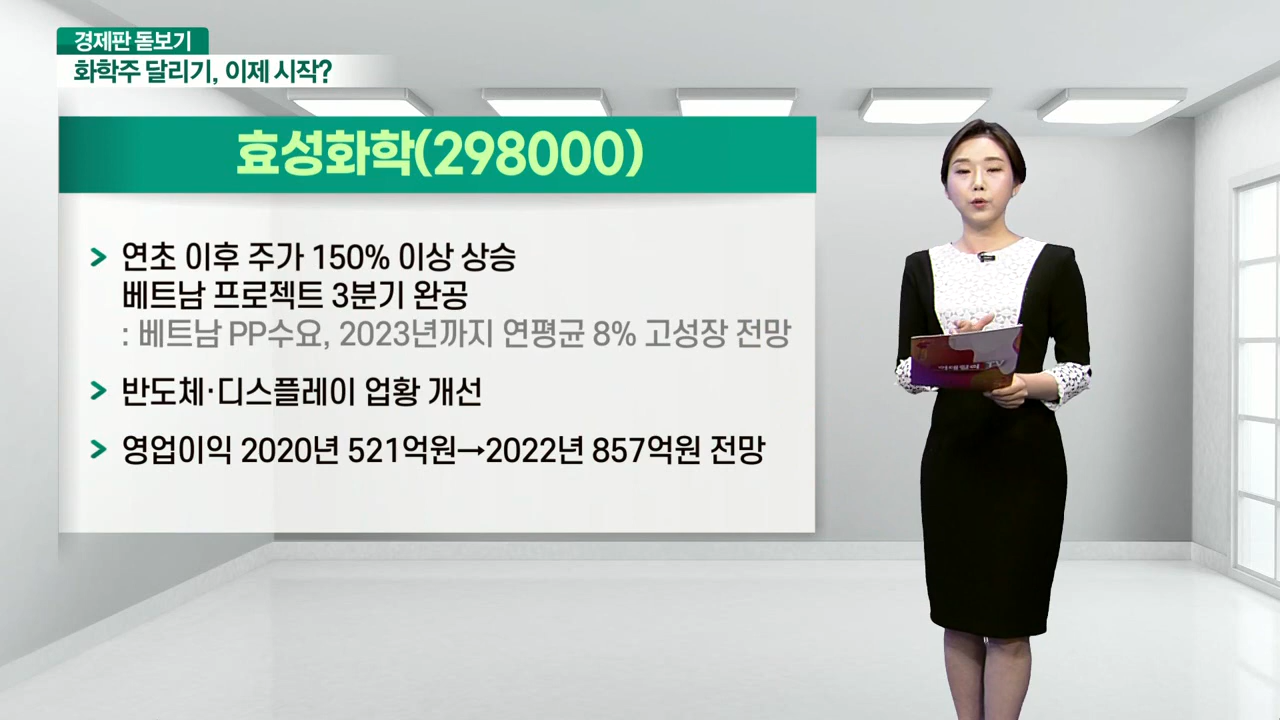 경제판 돋보기
화학주 달리기, 이제 시작?
효성화학(298000)
> 연초 이후 주가 150% 이상 상승
베트남 프로젝트 3분기 완공
: 베트남 PP수요, 2023년까지 연평균 8% 고성장 전망
> 반도체·디스플레이 업황 개선
> 영업이익 2020년 521억원→2022년 857억원 전망
이데일리 TV